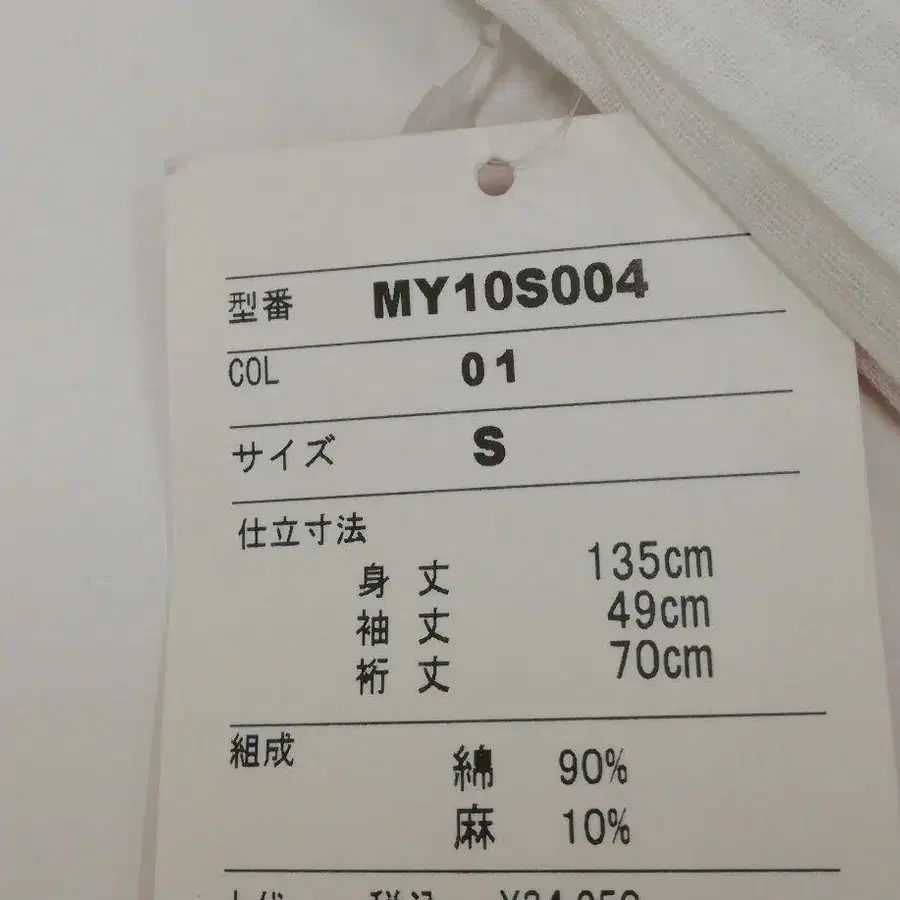 型番 MY10S004
COL 01
サイズ S
仕立寸法
身丈 135cm
袖丈 49cm
裄丈 70cm
組成 綿 90%
麻 10%